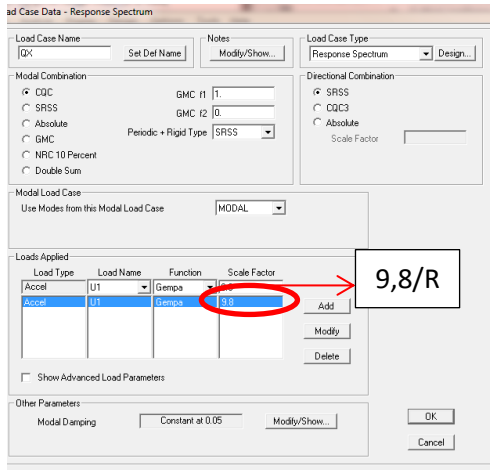 ad Case Data - Response Spectrum
Load Case Name
QX
Set Def Name
Notes
Modify/Show...
Load Case Type
Response Spectrum
Design...
Modal Combination
CQC
SRSS
Absolute
GMC
NRC 10 Percent
Double Sum
GMC f1 1.
GMC f2 0.
Periodic + Rigid Type SRSS
Directional Combination
SRSS
CQC3
Absolute
Scale Factor
Modal Load Case
Use Modes from this Modal Load Case MODAL
Loads Applied
Load Type Load Name Function Scale Factor
Accel U1 Gempa
Accel U1 Gempa 9.8
Add
Modify
Delete
Show Advanced Load Parameters
9,8/R
Other Parameters
Modal Damping Constant at 0.05 Modify/Show...
OK
Cancel